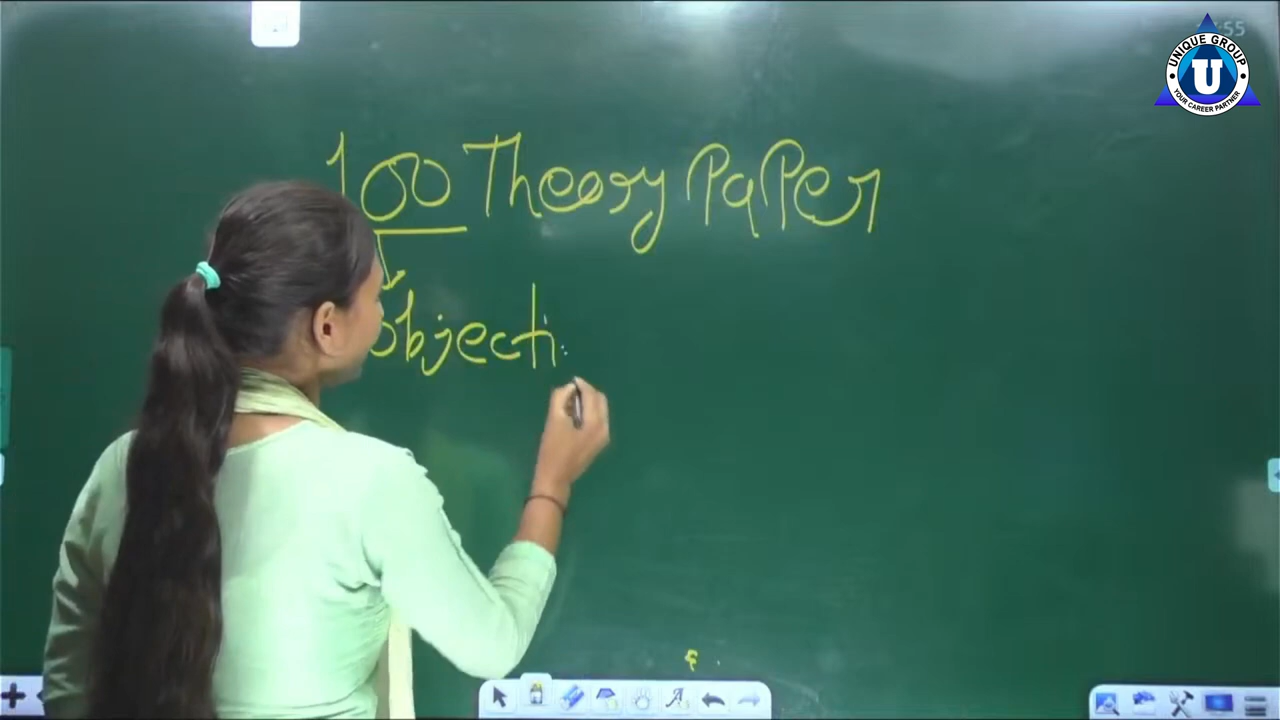 100 Theory PaPer
objecti
UNIQUE GROUP
U
YOUR CAREER PARTNER